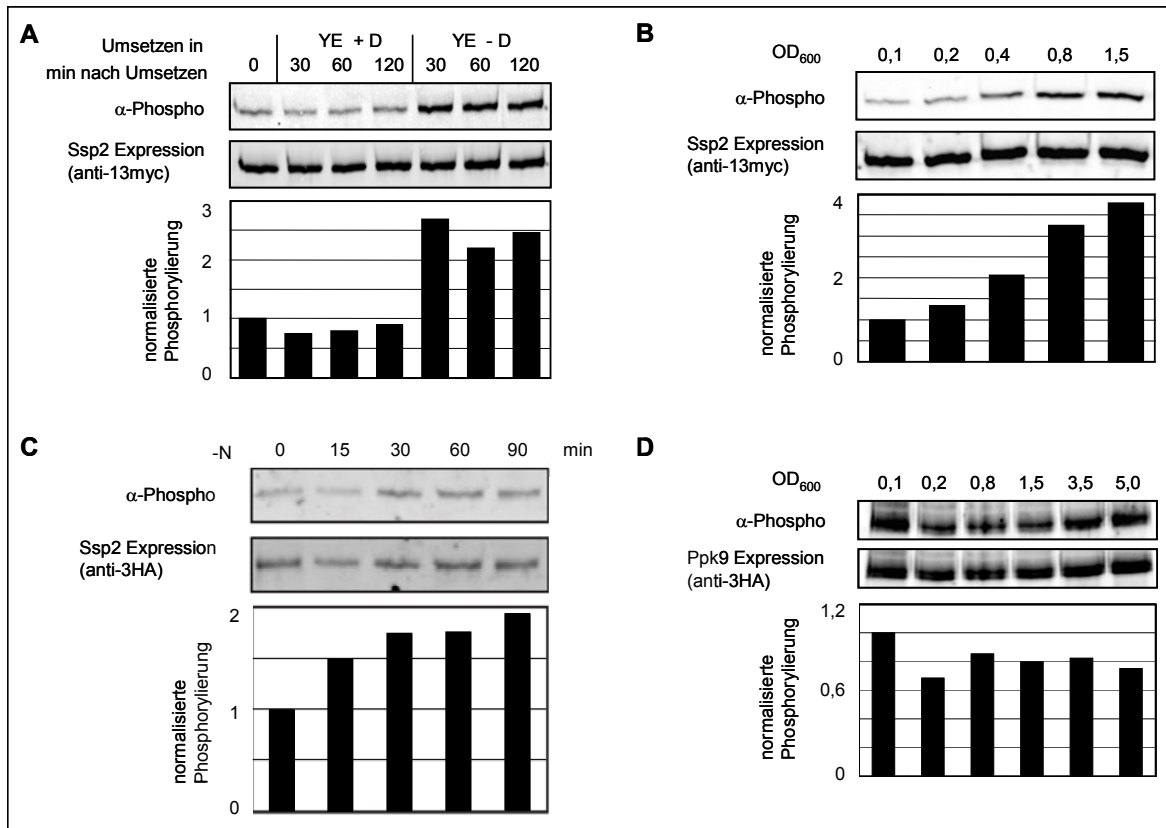 A
Umsetzen in YE + D YE - D
min nach Umsetzen 0 30 60 120 30 60 120
α-Phospho
Ssp2 Expression
(anti-13myc)
normalisierte
Phosphorylierung
3
2
1
0
B
OD600 0,1 0,2 0,4 0,8 1,5
α-Phospho
Ssp2 Expression
(anti-13myc)
normalisierte
Phosphorylierung
4
2
0
C
-N 0 15 30 60 90 min
α-Phospho
Ssp2 Expression
(anti-3HA)
normalisierte
Phosphorylierung
2
1
0
D
OD600 0,1 0,2 0,8 1,5 3,5 5,0
α-Phospho
Ppk9 Expression
(anti-3HA)
normalisierte
Phosphorylierung
1,2
0,6
0